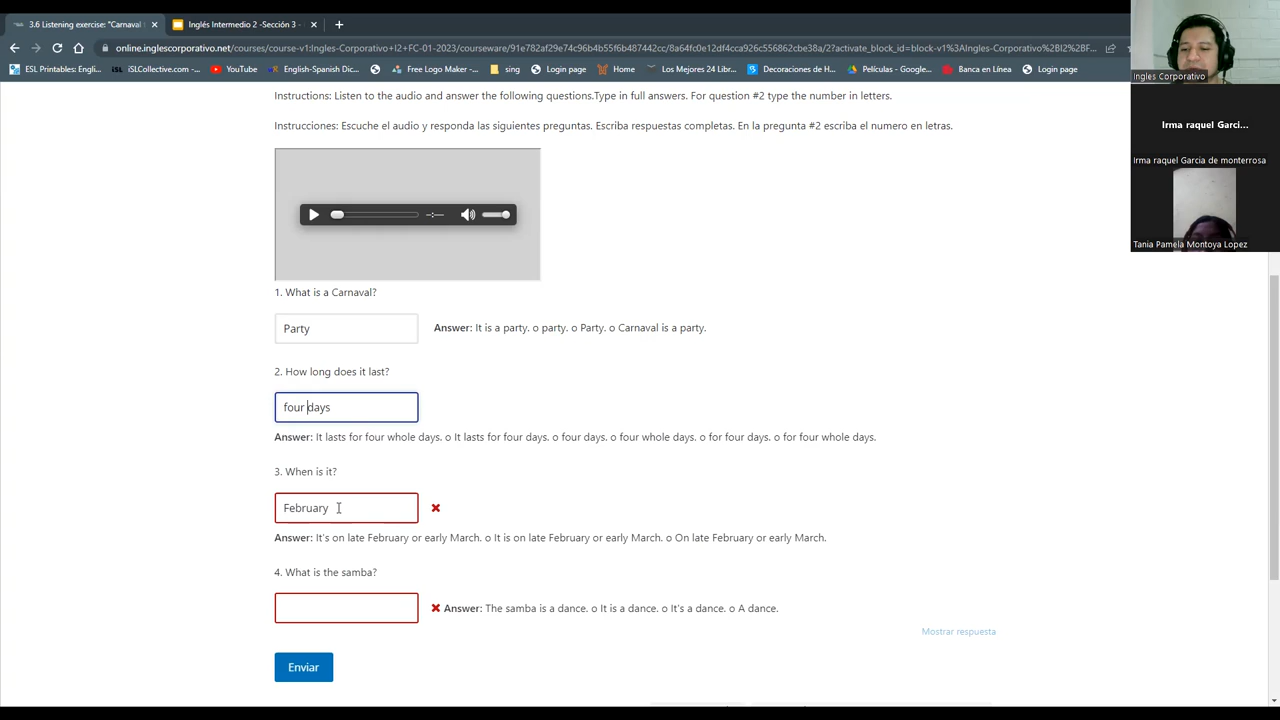 3.6 Listening exercise: "Carnaval
Inglés Intermedio 2 -Sección 3 -
online.inglescorporativo.net/courses/course-v1:Ingles-Corporativo+I2+FC-01-2023/courseware/91e782af29e74c96b4b55f6b487442cc/8a64fc0e12df4cca926c556862cbe38a/2?activate_block_id=block-v1%3AIngles-Corporativo%2BI2%2BF...
ESL Printables: Engli...
iSLCollective.com -...
YouTube
English-Spanish Dic...
Free Logo Maker...
sing
Login page
Home
Los Mejores 24 Libr...
Decoraciones de H...
Películas - Google...
Banca en Línea
Login page
Ingles Corporativo
Irma raquel Garci...
Irma raquel Garcia de monterrosa
Tania Pamela Montoya Lopez
Instructions: Listen to the audio and answer the following questions.Type in full answers. For question #2 type the number in letters.
Instrucciones: Escuche el audio y responda las siguientes preguntas. Escriba respuestas completas. En la pregunta #2 escriba el numero en letras.
-:--
1. What is a Carnaval?
Party
Answer: It is a party. o party. o Party. o Carnaval is a party.
2. How long does it last?
four days
Answer: It lasts for four whole days. o It lasts for four days. o four days. o four whole days. o for four days. o for four whole days.
3. When is it?
February
Answer: It's on late February or early March. o It is on late February or early March. o On late February or early March.
4. What is the samba?
Answer: The samba is a dance. o It is a dance. o It's a dance. o A dance.
Mostrar respuesta
Enviar